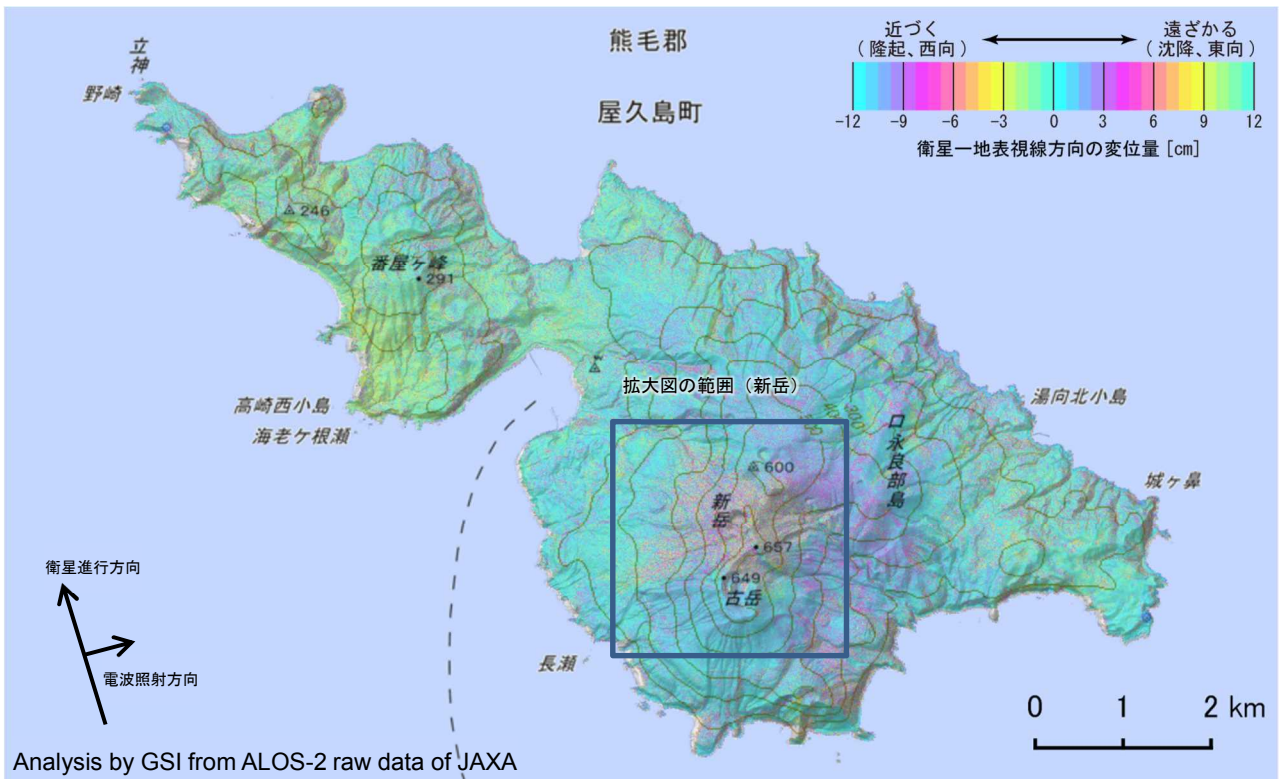 熊毛郡
屋久島町
近づく
(隆起、西向)
遠ざかる
(沈降、東向)
-12 -9 -6 -3 0 3 6 9 12
衛星ー地表視線方向の変位量 [cm]
立神
野崎
246
番屋ヶ峰
291
高崎西小島
海老ケ根瀬
拡大図の範囲（新岳）
300
口永良部島
湯向北小島
城ヶ鼻
600
新岳
657
649
古岳
長瀬
衛星進行方向
電波照射方向
0 1 2 km
Analysis by GSI from ALOS-2 raw data of JAXA